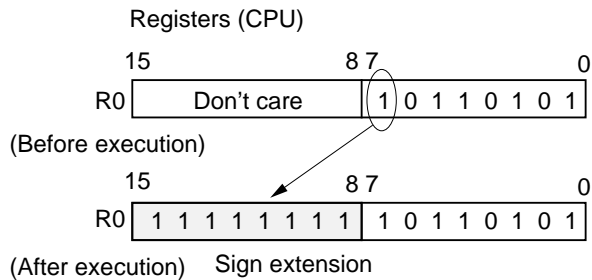 Registers (CPU)
15 8 7 0
R0 Don't care 1 0 1 1 0 1 0 1
(Before execution)
15 8 7 0
R0 1 1 1 1 1 1 1 1 1 0 1 1 0 1 0 1
(After execution) Sign extension